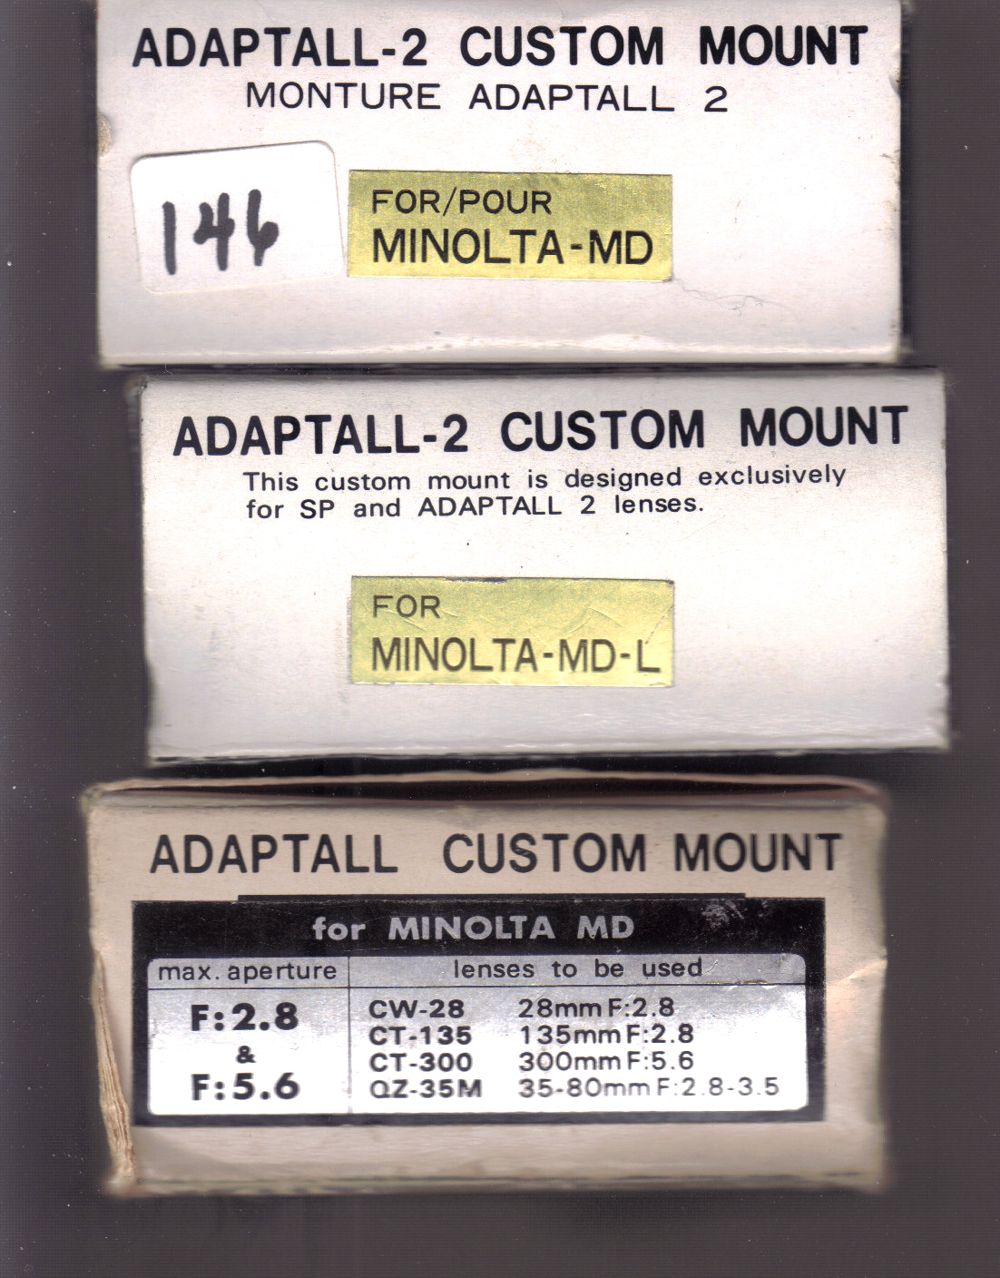 ADAPTALL-2 CUSTOM MOUNT
MONTURE ADAPTALL 2
146
FOR/POUR
MINOLTA-MD
ADAPTALL-2 CUSTOM MOUNT
This custom mount is designed exclusively
for SP and ADAPTALL 2 lenses.
FOR
MINOLTA-MD-L
ADAPTALL CUSTOM MOUNT
for MINOLTA MD
max. aperture lenses to be used
F:2.8
&
F:5.6
CW-28 28mm F:2.8
CT-135 135mm F:2.8
CT-300 300mm F:5.6
QZ-35M 35-80mm F:2.8-3.5